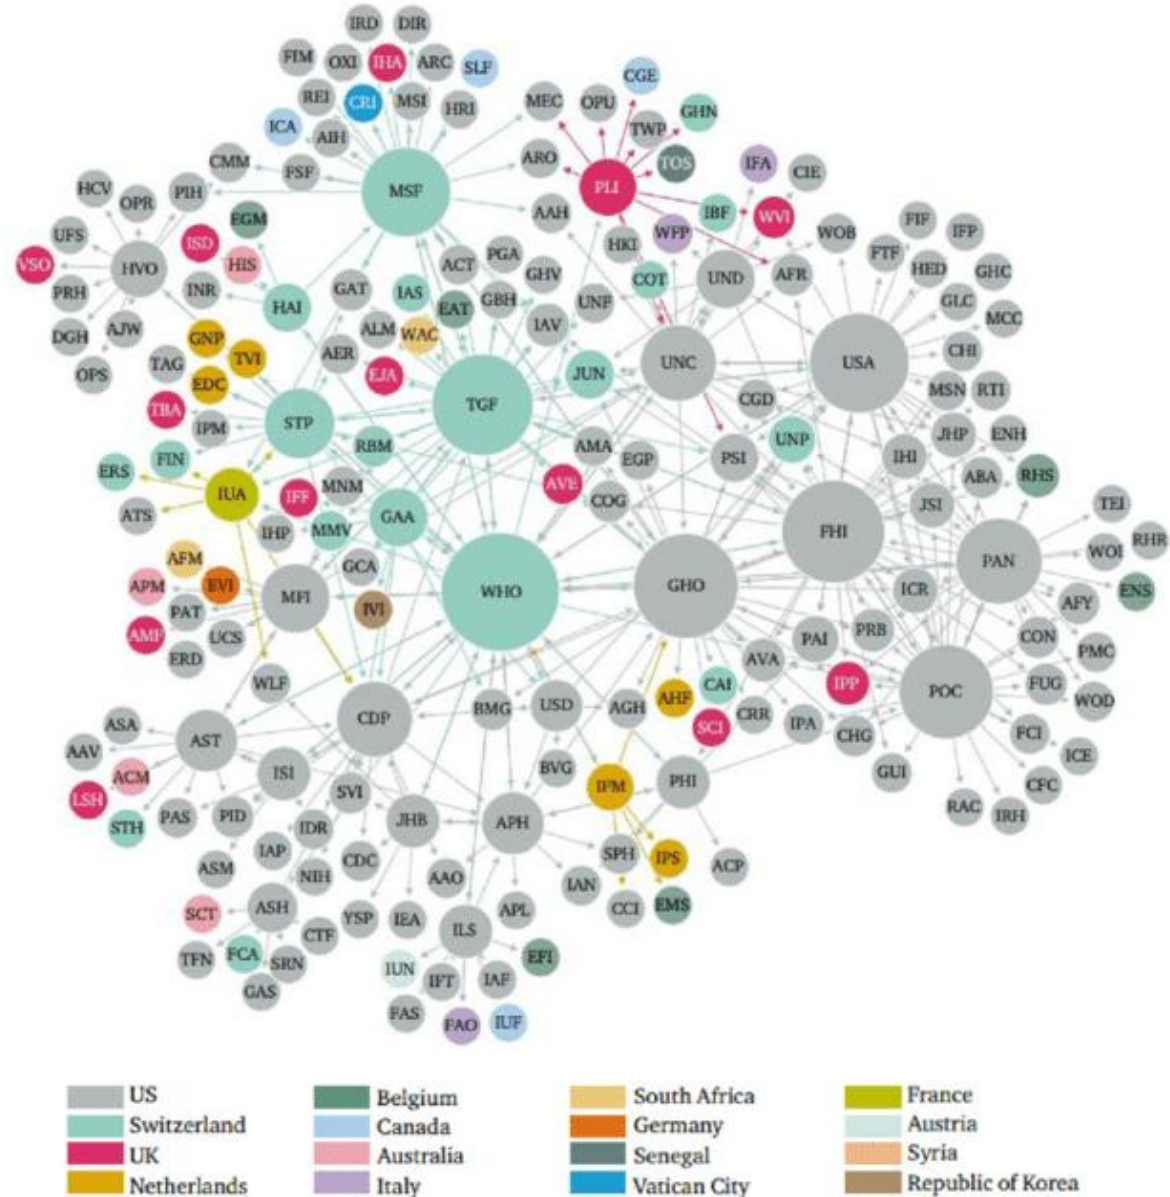 IRD DIR
FIM OXI IHA ARC SLF
REI CRI MSI HRI
ICA AIH
CMM FSF MSF
MEC OPU CGE GHN
TWP
ARO PLI TOS IFA CIE
AAH IBF WVI
HKI WFP WOB
HCV OPR PIH EGM
UFS ISD
VSO HVO HIS
PRH INR HAI
DGH AJW
OPS
GAT IAS ACT PGA
EAT GBH GHV
ALM WAC IAV UNF
COT UND AFR
FIF IFP
FTF HED GHC
GLC MCC
CHI
GNP TVI
TAG EDC AER EJA
TBA IPM STP
TGF JUN UNC USA
CGD MSN RTI
RBM AMA EGP PSI UNP IHI JHP ENH
ERS FIN
IUA IFF MNM GAA AVE COG
ABA RHS
JSI
ATS IHP MMV
FHI PAN TEI
WOI RHR
AFM GCA
APM EVI MFI IVI
PAT
AMF UCS
ERD
WHO GHO ICR AFY ENS
PAI PRB CON PMC
WLF AVA IPP POC FUG WOD
CDP BMG USD AGH AHF CAI
SCI CRR IPA CHG FCI ICE
ASA AST
AAV ACM ISI
LSH
STH PAS PID SVI
BVG IPM PHI
GUI CFC
RAC IRH
IDR JHB APH
ASM IAP CDC
NIH AAO
SPH IPS ACP
IAN
CCI EMS
SCT ASH YSP IEA APL
CTF ILS
TFN FCA SRN
GAS
IUN IFT IAF EFI
FAS FAO IUF
US Belgium South Africa France
Switzerland Canada Germany Austria
UK Australia Senegal Syria
Netherlands Italy Vatican City Republic of Korea